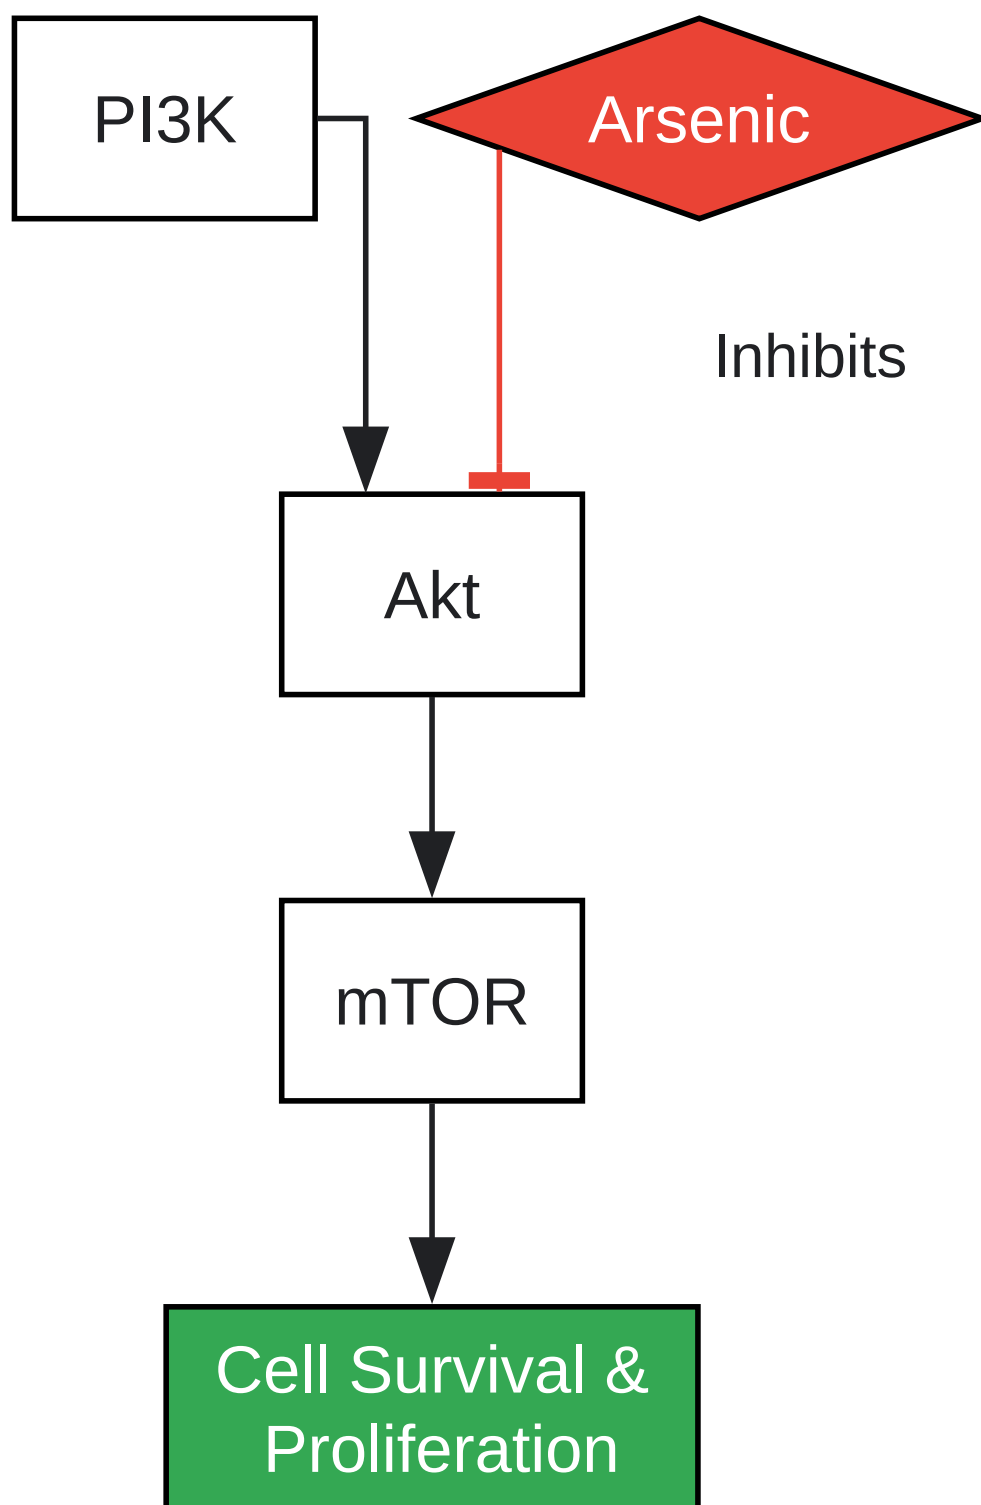 PI3K
Arsenic
Inhibits
Akt
mTOR
Cell Survival &
Proliferation